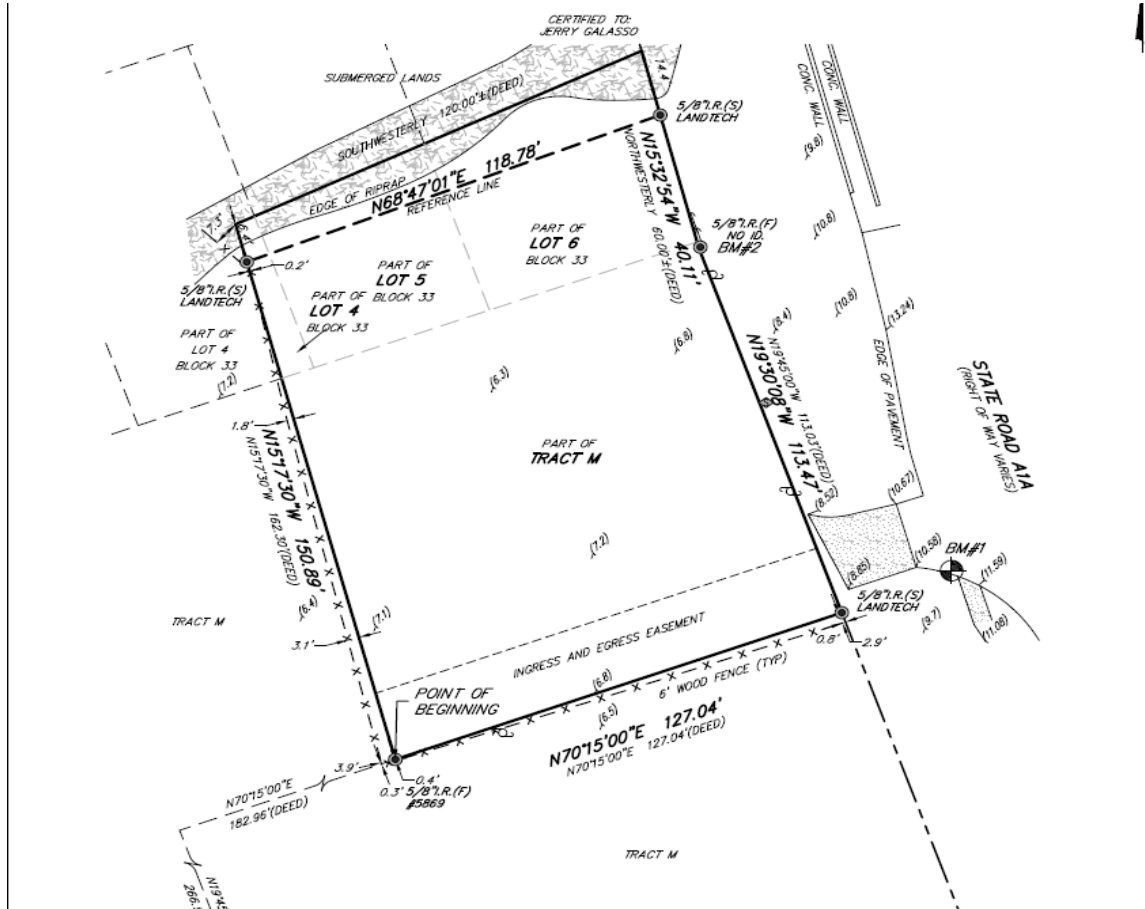 CERTIFIED TO:
JERRY GALASSO
SUBMERGED LANDS
SOUTHWESTERLY 120.00'±(DEED)
14.4'
5/8"I.R.(S)
LANDTECH
CONC. WALL
CONC. WALL
(9.8)
EDGE OF RIPRAP
N68°47'01"E 118.78'
REFERENCE LINE
N15°32'54"W 40.11'
NORTHWESTERLY 60.00'±(DEED)
7.3'
6.4'
0.2'
5/8"I.R.(S)
LANDTECH
PART OF
LOT 6
BLOCK 33
PART OF
LOT 5
BLOCK 33
PART OF
LOT 4
BLOCK 33
PART OF
LOT 4
BLOCK 33
5/8"I.R.(F)
NO ID.
BM#2
(10.8)
(10.8)
(13.24)
(8.4)
(6.8)
(7.2)
(6.3)
N19°45'00"W 113.03'(DEED)
N19°30'08"W 113.47'
EDGE OF PAVEMENT
STATE ROAD A1A
(RIGHT OF WAY VARIES)
1.8'
N15°17'30"W 150.89'
N15°17'30"W 162.30'(DEED)
PART OF
TRACT M
(8.52)
(10.67)
(7.2)
(10.58)
BM#1
(8.85)
(11.59)
5/8"I.R.(S)
LANDTECH
(9.7)
(11.08)
(6.4)
(7.1)
TRACT M
3.1'
INGRESS AND EGRESS EASEMENT
0.8'
2.9'
(6.8)
6' WOOD FENCE (TYP)
(6.5)
POINT OF
BEGINNING
N70°15'00"E 127.04'
N70°15'00"E 127.04'(DEED)
3.9'
0.4'
0.3'
5/8"I.R.(F)
#5869
N70°15'00"E
182.96'(DEED)
TRACT M